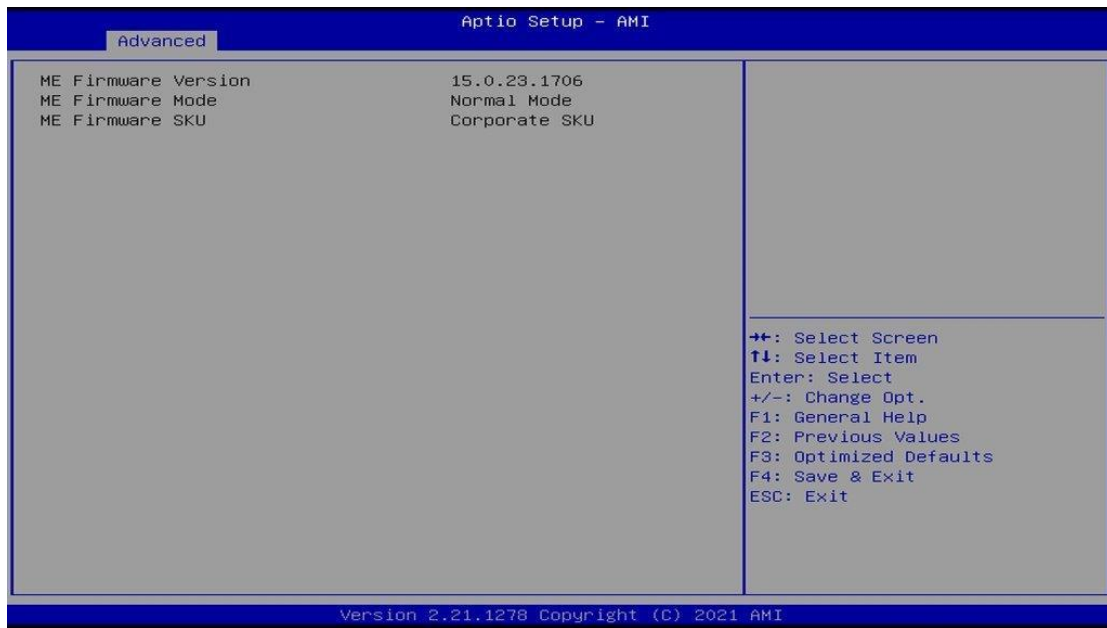 Aptio Setup – AMI
Advanced
ME Firmware Version 15.0.23.1706
ME Firmware Mode Normal Mode
ME Firmware SKU Corporate SKU
→←: Select Screen
↑↓: Select Item
Enter: Select
+/-: Change Opt.
F1: General Help
F2: Previous Values
F3: Optimized Defaults
F4: Save & Exit
ESC: Exit
Version 2.21.1278 Copyright (C) 2021 AMI